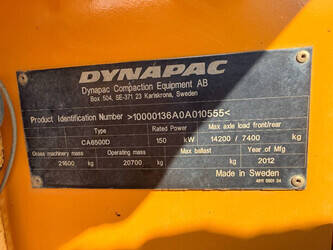 DYNAPAC
Dynapac Compaction Equipment AB
Box 504, SE-371 23 Karlskrona, Sweden
Product Identification Number >10000136A0A010555<
Type Rated Power Max axle load front/rear
CA6500D 150 kW 14200 / 7400 kg
Gross machinery mass Operating mass Max ballast Year of Mfg
21600 kg 20700 kg kg 2012
Made in Sweden